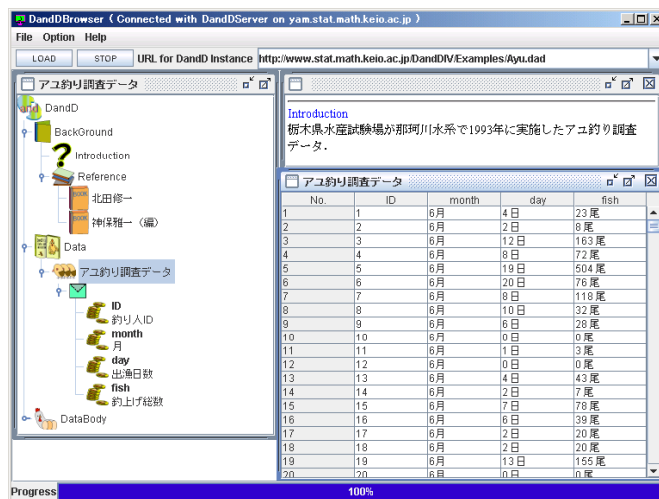 DandDBrowser ( Connected with DandDServer on yam.stat.math.keio.ac.jp )
File Option Help
LOAD STOP URL for DandD Instance http://www.stat.math.keio.ac.jp/DandDIV/Examples/Ayu.dad
アユ釣り調査データ
DandD
BackGround
Introduction
Reference
北田修一
神保雅一（編）
Data
アユ釣り調査データ
ID
釣り人ID
month
月
day
出漁日数
fish
釣上げ総数
DataBody
Introduction
栃木県水産試験場が那珂川水系で1993年に実施したアユ釣り調査
データ．
アユ釣り調査データ
No. ID month day fish
1 1 6月 4日 23尾
2 2 6月 2日 8尾
3 3 6月 12日 163尾
4 4 6月 8日 72尾
5 5 6月 19日 504尾
6 6 6月 20日 76尾
7 7 6月 8日 118尾
8 8 6月 10日 32尾
9 9 6月 6日 28尾
10 10 6月 0日 0尾
11 11 6月 1日 3尾
12 12 6月 0日 0尾
13 13 6月 4日 43尾
14 14 6月 2日 7尾
15 15 6月 7日 78尾
16 16 6月 6日 39尾
17 17 6月 2日 20尾
18 18 6月 2日 20尾
19 19 6月 13日 155尾
20 20 6月 0日 0尾
Progress 100%